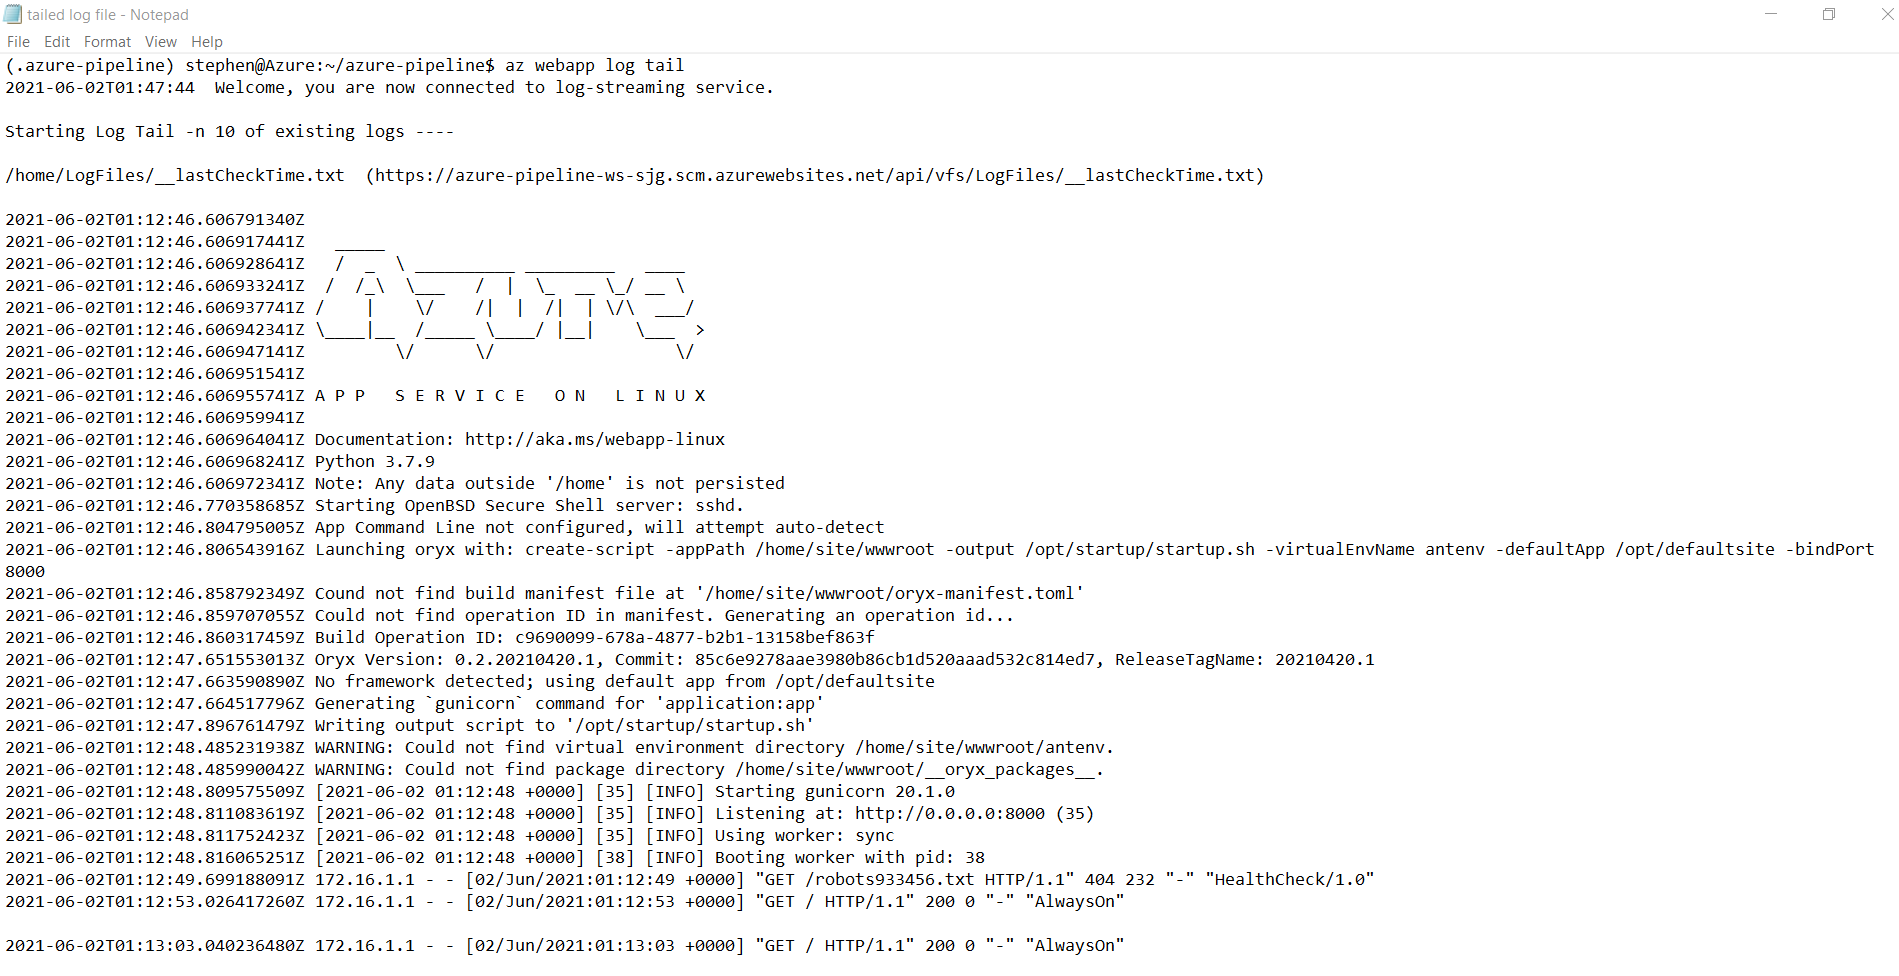 tailed log file - Notepad
File Edit Format View Help
(.azure-pipeline) stephen@Azure:~/azure-pipeline$ az webapp log tail
2021-06-02T01:47:44  Welcome, you are now connected to log-streaming service.
Starting Log Tail -n 10 of existing logs ----
/home/LogFiles/__lastCheckTime.txt  (https://azure-pipeline-ws-sjg.scm.azurewebsites.net/api/vfs/LogFiles/__lastCheckTime.txt)
2021-06-02T01:12:46.606791340Z
2021-06-02T01:12:46.606917441Z   _____
2021-06-02T01:12:46.606928641Z   /  _  \ __________ _________   ____
2021-06-02T01:12:46.606933241Z  /  /_\  \___   /  |  \_  __ \_/ __ \
2021-06-02T01:12:46.606937741Z /    |    \/    /|  |  /|  | \/\  ___/
2021-06-02T01:12:46.606942341Z \____|__  /_____ \____/ |__|    \___  >
2021-06-02T01:12:46.606947141Z         \/      \/                  \/
2021-06-02T01:12:46.606951541Z
2021-06-02T01:12:46.606955741Z A P P   S E R V I C E   O N   L I N U X
2021-06-02T01:12:46.606959941Z
2021-06-02T01:12:46.606964041Z Documentation: http://aka.ms/webapp-linux
2021-06-02T01:12:46.606968241Z Python 3.7.9
2021-06-02T01:12:46.606972341Z Note: Any data outside '/home' is not persisted
2021-06-02T01:12:46.770358685Z Starting OpenBSD Secure Shell server: sshd.
2021-06-02T01:12:46.804795005Z App Command Line not configured, will attempt auto-detect
2021-06-02T01:12:46.806543916Z Launching oryx with: create-script -appPath /home/site/wwwroot -output /opt/startup/startup.sh -virtualEnvName antenv -defaultApp /opt/defaultsite -bindPort
8000
2021-06-02T01:12:46.858792349Z Cound not find build manifest file at '/home/site/wwwroot/oryx-manifest.toml'
2021-06-02T01:12:46.859707055Z Could not find operation ID in manifest. Generating an operation id...
2021-06-02T01:12:46.860317459Z Build Operation ID: c9690099-678a-4877-b2b1-13158bef863f
2021-06-02T01:12:47.651553013Z Oryx Version: 0.2.20210420.1, Commit: 85c6e9278aae3980b86cb1d520aaad532c814ed7, ReleaseTagName: 20210420.1
2021-06-02T01:12:47.663590890Z No framework detected; using default app from /opt/defaultsite
2021-06-02T01:12:47.664517796Z Generating `gunicorn` command for 'application:app'
2021-06-02T01:12:47.896761479Z Writing output script to '/opt/startup/startup.sh'
2021-06-02T01:12:48.485231938Z WARNING: Could not find virtual environment directory /home/site/wwwroot/antenv.
2021-06-02T01:12:48.485990042Z WARNING: Could not find package directory /home/site/wwwroot/__oryx_packages__.
2021-06-02T01:12:48.809575509Z [2021-06-02 01:12:48 +0000] [35] [INFO] Starting gunicorn 20.1.0
2021-06-02T01:12:48.811083619Z [2021-06-02 01:12:48 +0000] [35] [INFO] Listening at: http://0.0.0.0:8000 (35)
2021-06-02T01:12:48.811752423Z [2021-06-02 01:12:48 +0000] [35] [INFO] Using worker: sync
2021-06-02T01:12:48.816065251Z [2021-06-02 01:12:48 +0000] [38] [INFO] Booting worker with pid: 38
2021-06-02T01:12:49.699188091Z 172.16.1.1 - - [02/Jun/2021:01:12:49 +0000] "GET /robots933456.txt HTTP/1.1" 404 232 "-" "HealthCheck/1.0"
2021-06-02T01:12:53.026417260Z 172.16.1.1 - - [02/Jun/2021:01:12:53 +0000] "GET / HTTP/1.1" 200 0 "-" "AlwaysOn"
2021-06-02T01:13:03.040236480Z 172.16.1.1 - - [02/Jun/2021:01:13:03 +0000] "GET / HTTP/1.1" 200 0 "-" "AlwaysOn"